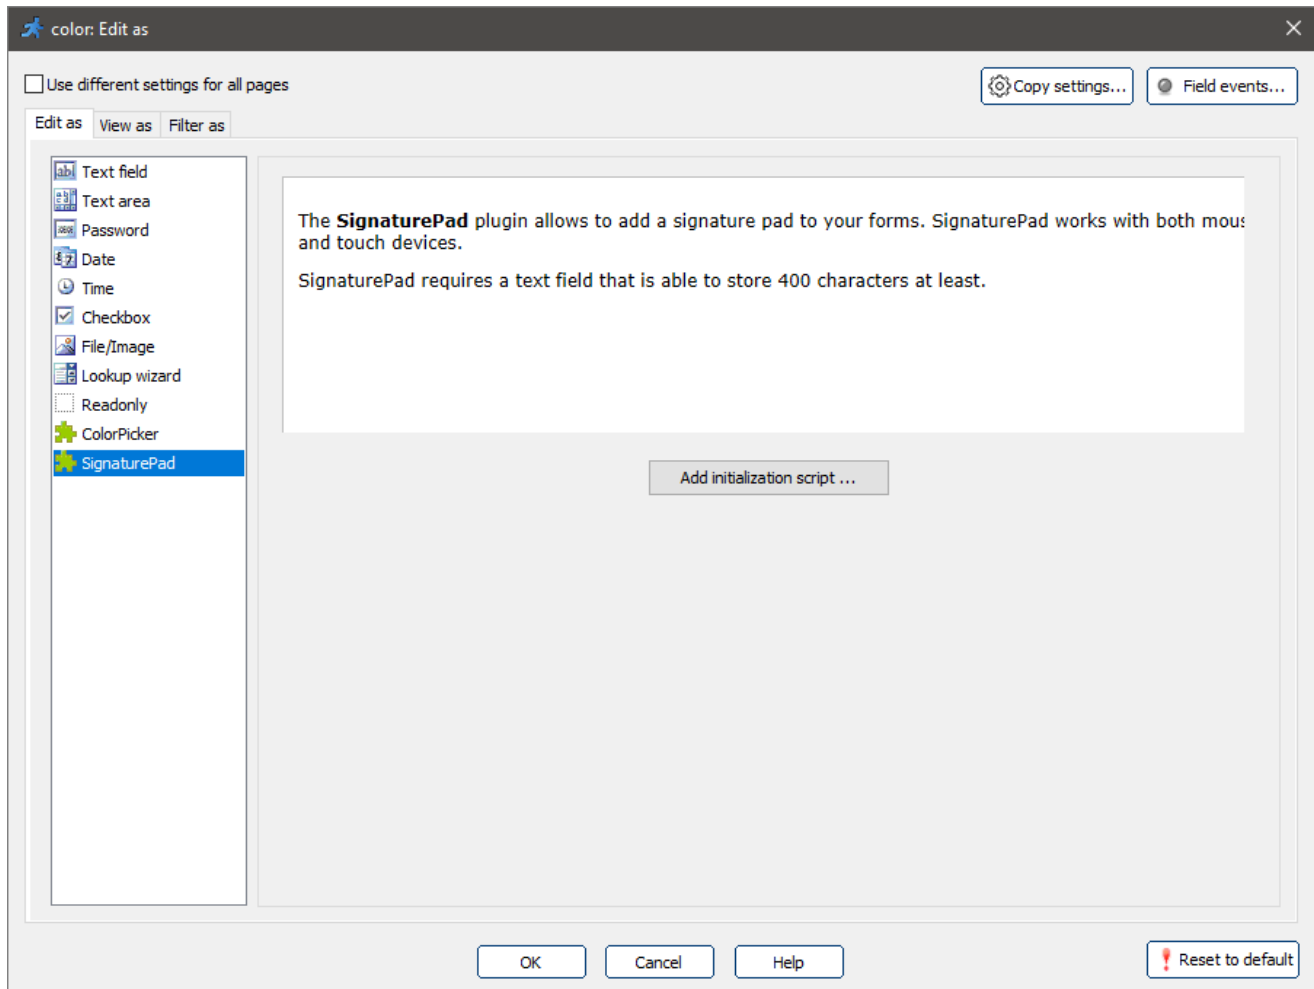 color: Edit as
Use different settings for all pages
Copy settings...
Field events...
Edit as
View as
Filter as
Text field
Text area
Password
Date
Time
Checkbox
File/Image
Lookup wizard
Readonly
ColorPicker
SignaturePad
The SignaturePad plugin allows to add a signature pad to your forms. SignaturePad works with both mous
and touch devices.
SignaturePad requires a text field that is able to store 400 characters at least.
Add initialization script ...
OK
Cancel
Help
Reset to default